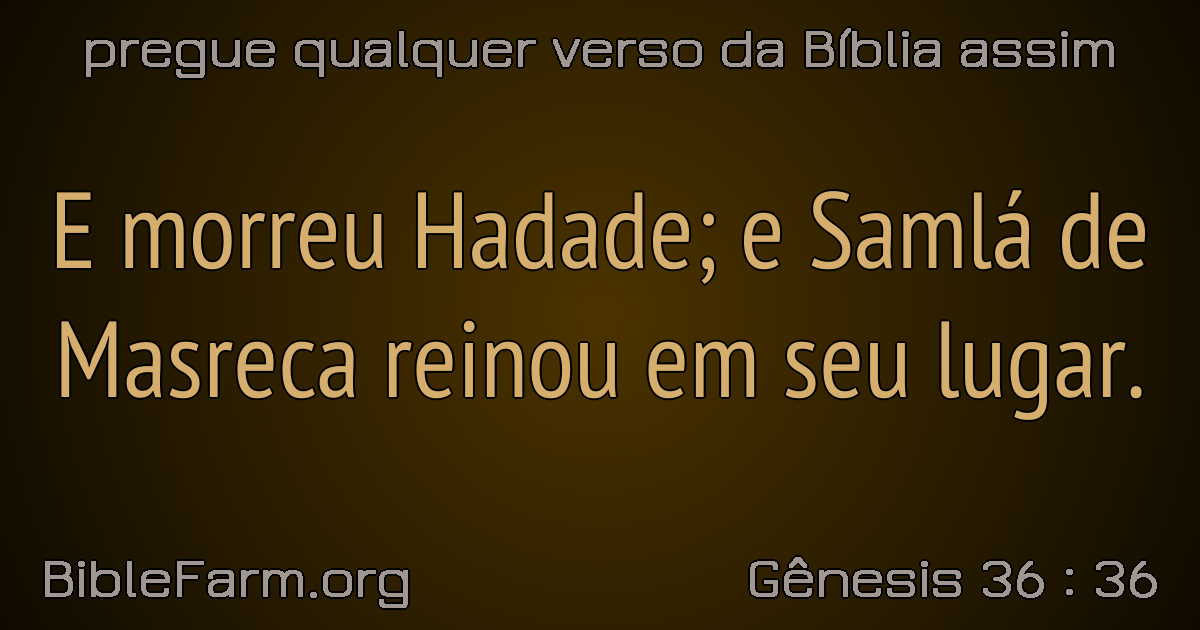 pregue qualquer verso da Bíblia assim
E morreu Hadade; e Samlá de
Masreca reinou em seu lugar.
BibleFarm.org
Gênesis 36 : 36